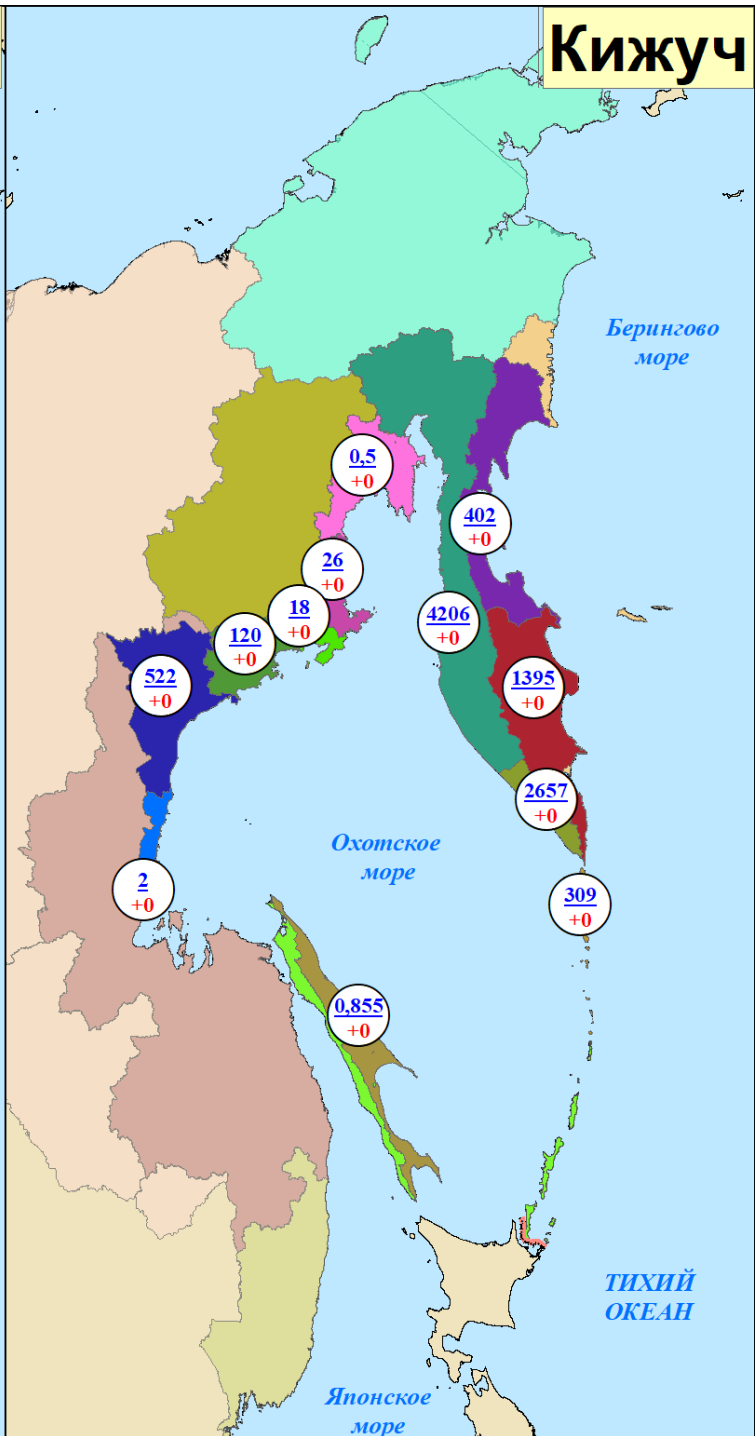 Кижуч
Берингово
море
0,5
+0
402
+0
26
+0
18
+0
4206
+0
120
+0
522
+0
1395
+0
2657
+0
Охотское
море
2
+0
309
+0
0,855
+0
ТИХИЙ
ОКЕАН
Японское
море